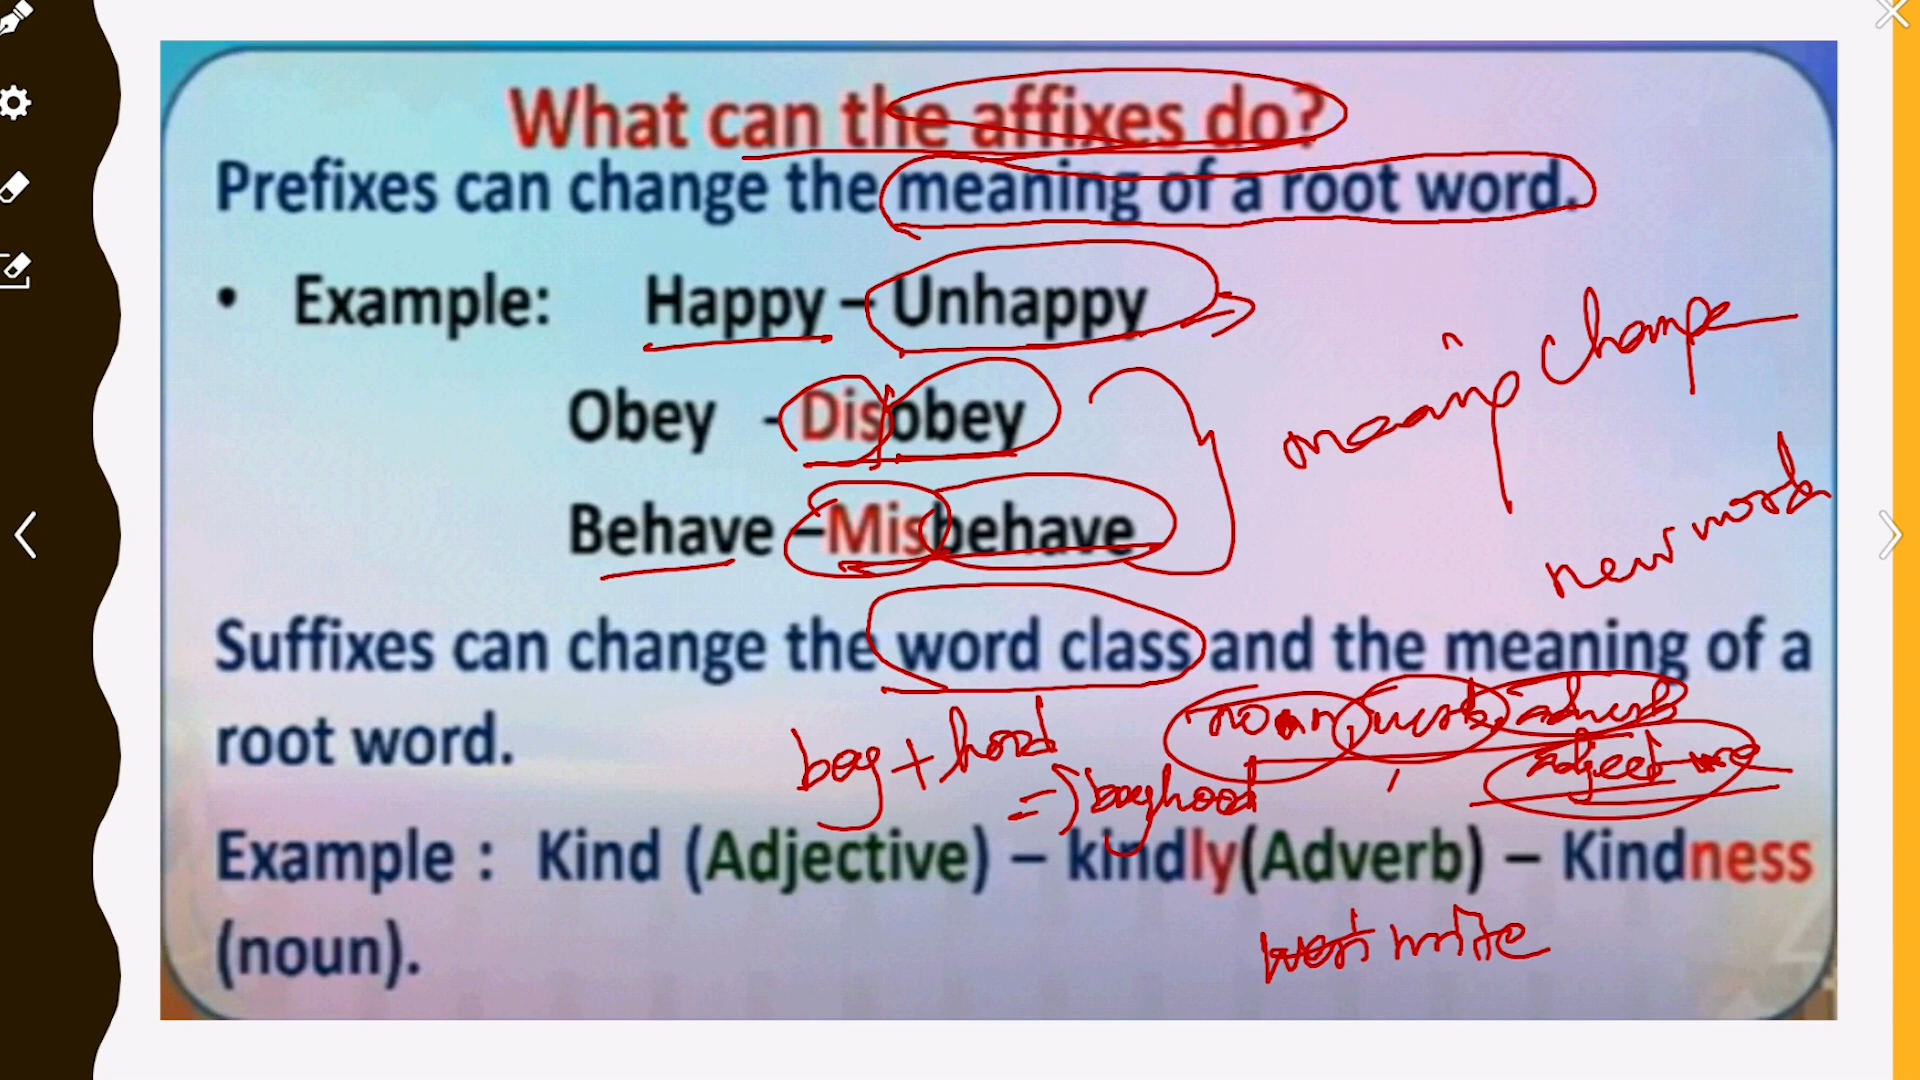 What can the affixes do?
Prefixes can change the meaning of a root word.
• Example: Happy – Unhappy
meaning change
Obey - Disobey
new words
Behave –Misbehave
Suffixes can change the word class and the meaning of a
noun, verb, adverb
root word.
boy + hood
adjective
=> boyhood
Example : Kind (Adjective) – kindly(Adverb) – Kindness
write
(noun).